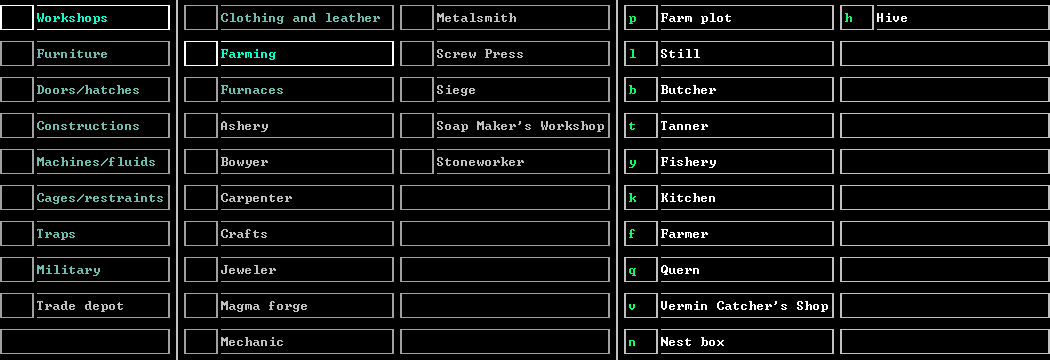 Workshops
Furniture
Doors/hatches
Constructions
Machines/fluids
Cages/restraints
Traps
Military
Trade depot
Clothing and leather
Farming
Furnaces
Ashery
Bowyer
Carpenter
Crafts
Jeweler
Magma forge
Mechanic
Metalsmith
Screw Press
Siege
Soap Maker's Workshop
Stoneworker
p Farm plot
l Still
b Butcher
t Tanner
y Fishery
k Kitchen
f Farmer
q Quern
v Vermin Catcher's Shop
n Nest box
h Hive